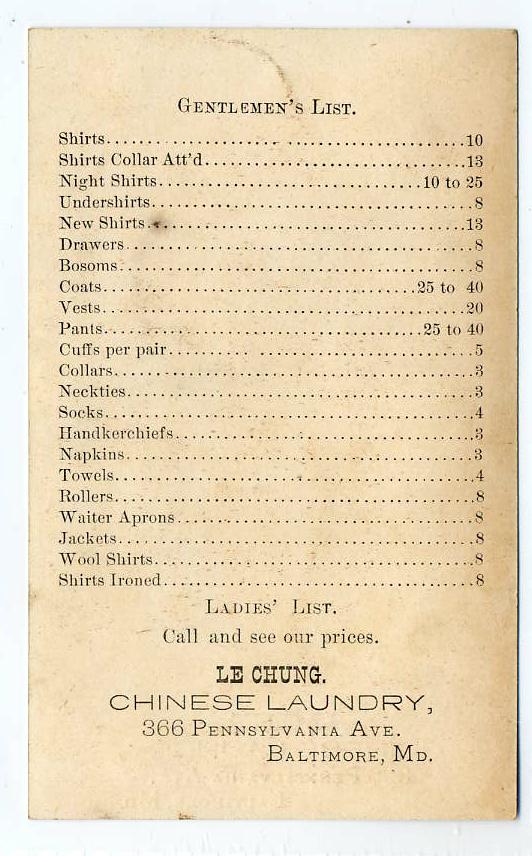 GENTLEMEN'S LIST.
Shirts..........................................10
Shirts Collar Att'd..............................13
Night Shirts..............................10 to 25
Undershirts......................................8
New Shirts......................................13
Drawers..........................................8
Bosoms...........................................8
Coats.....................................25 to 40
Vests...........................................20
Pants.....................................25 to 40
Cuffs per pair...................................5
Collars..........................................3
Neckties.........................................3
Socks............................................4
Handkerchiefs....................................3
Napkins..........................................3
Towels...........................................4
Rollers..........................................8
Waiter Aprons....................................8
Jackets..........................................8
Wool Shirts......................................8
Shirts Ironed....................................8
LADIES' LIST.
Call and see our prices.
LE CHUNG.
CHINESE LAUNDRY,
366 PENNSYLVANIA AVE.
BALTIMORE, MD.